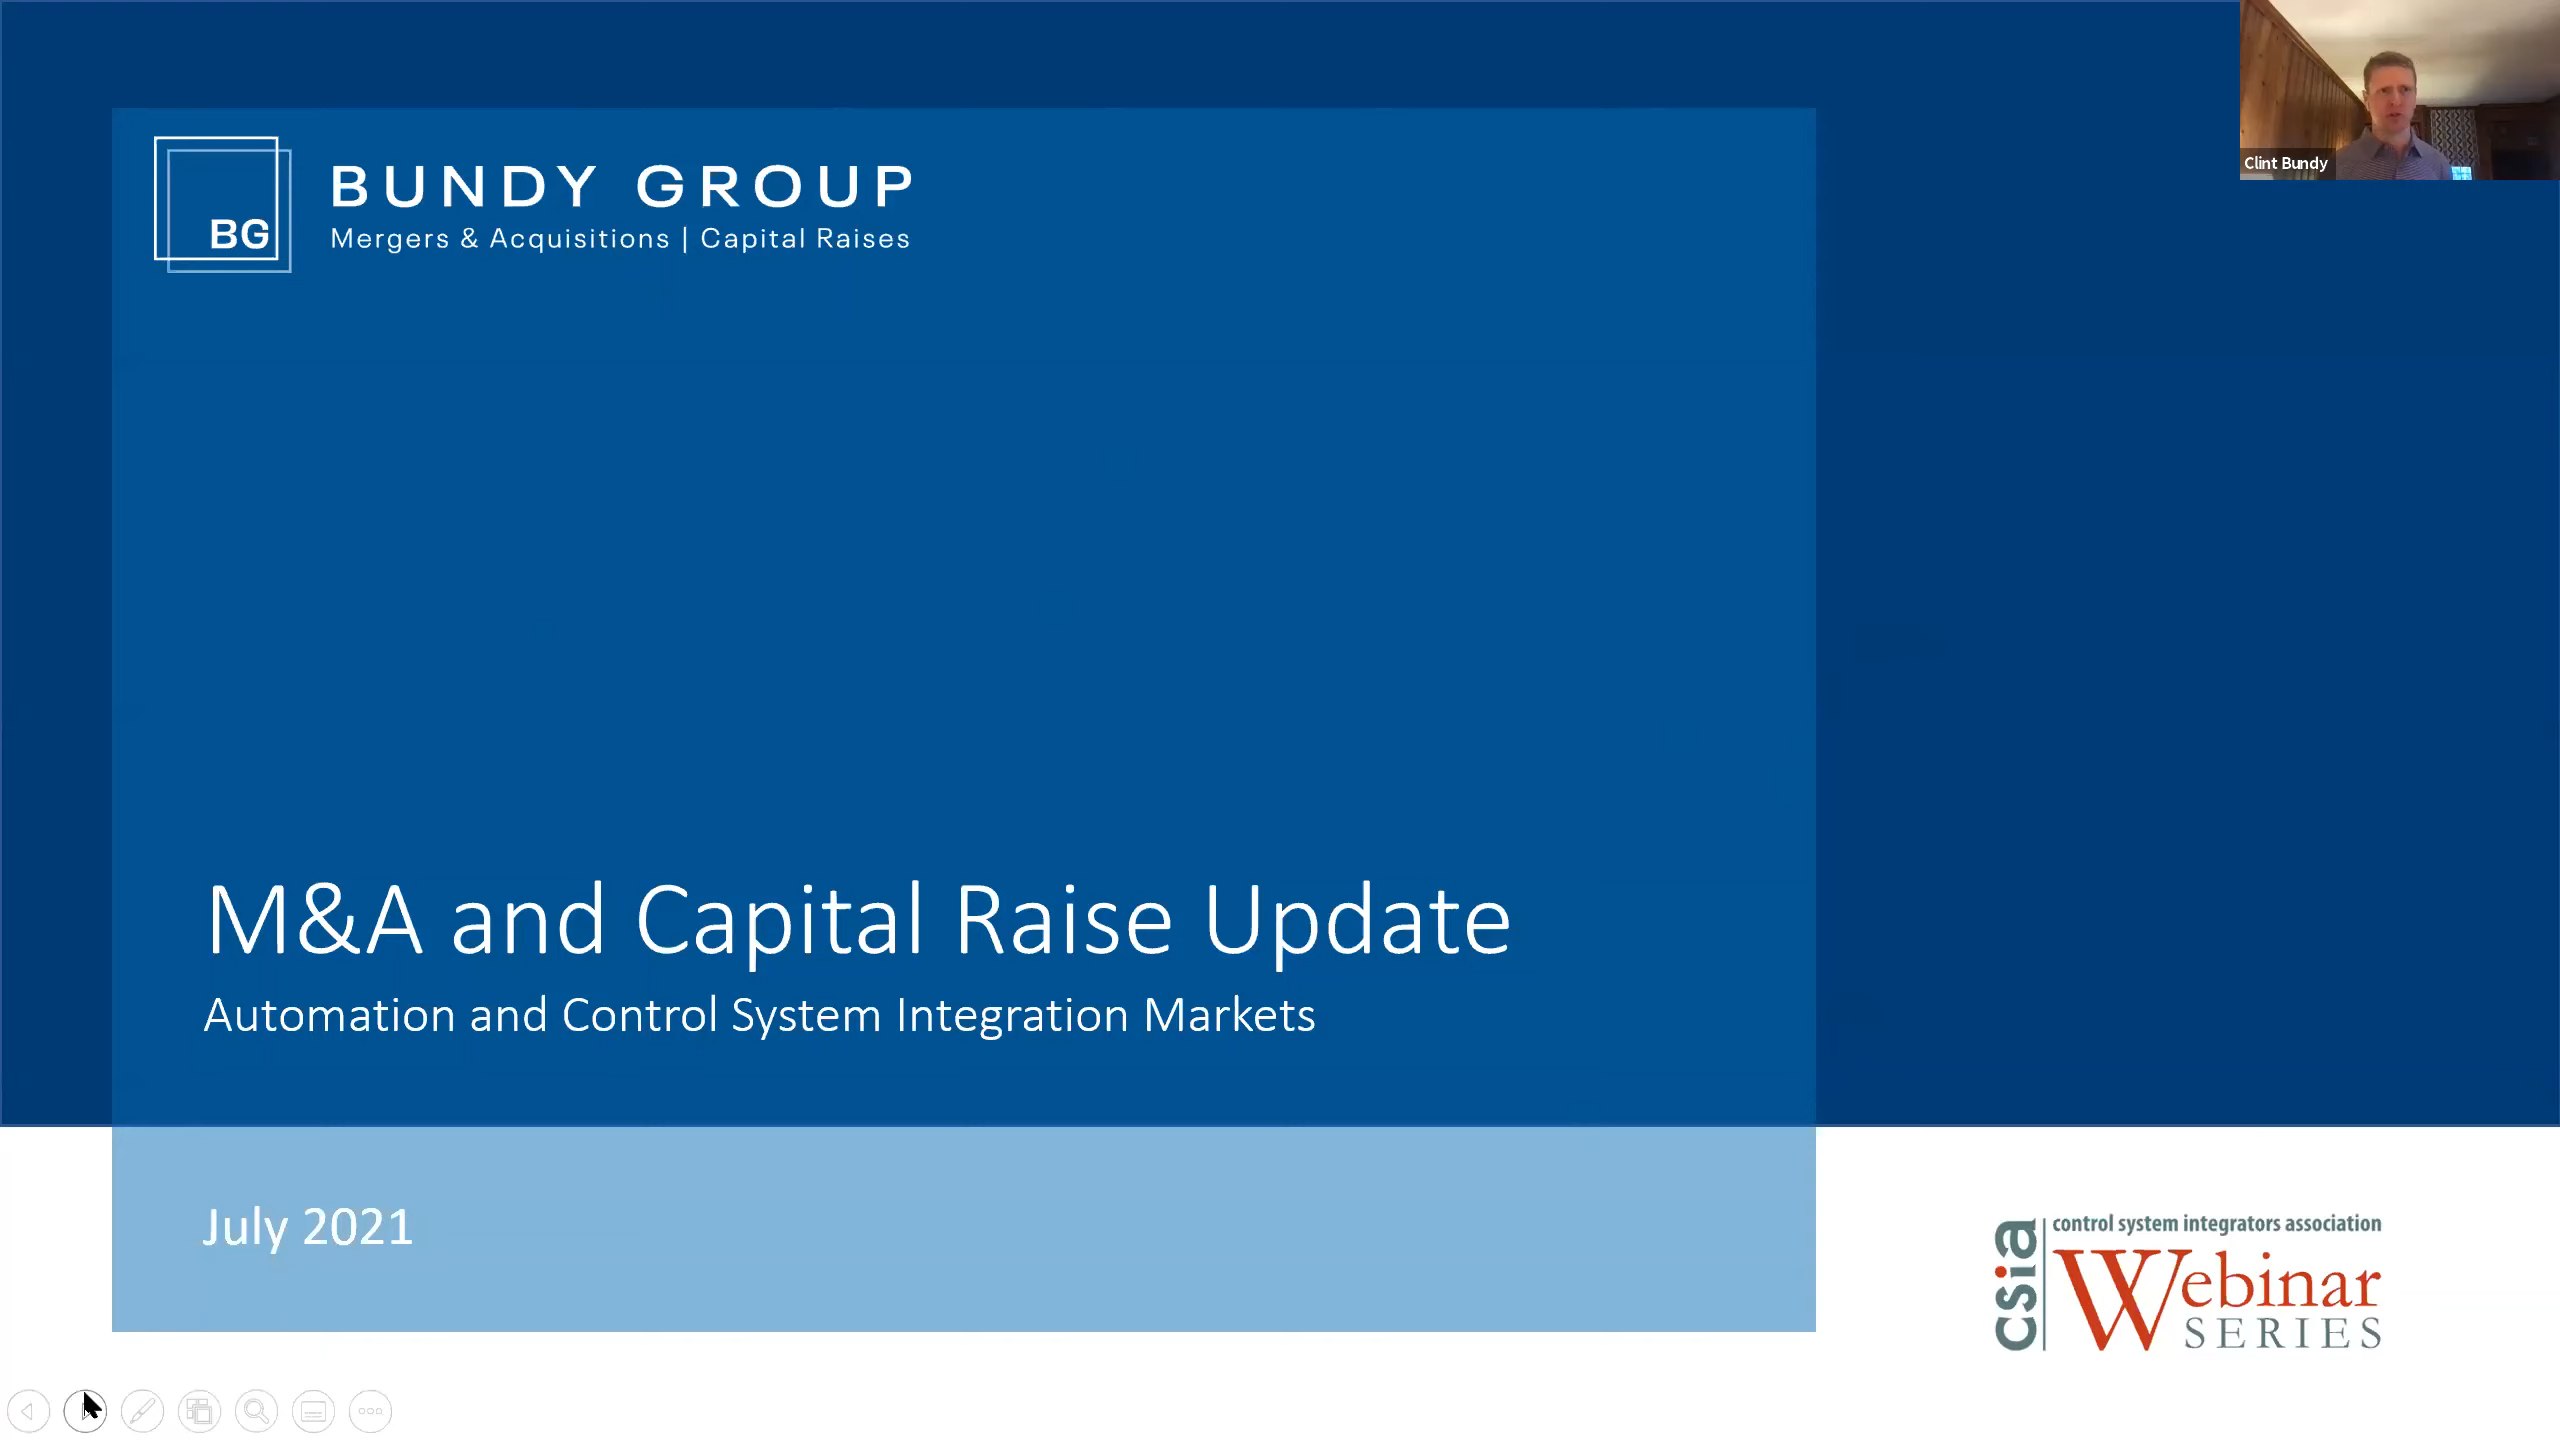 BG
BUNDY GROUP
Mergers & Acquisitions | Capital Raises
Clint Bundy
M&A and Capital Raise Update
Automation and Control System Integration Markets
July 2021
csia
control system integrators association
Webinar
SERIES